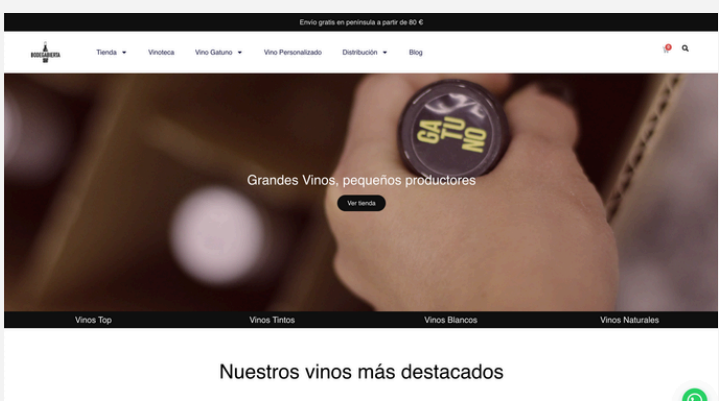 Envío gratis en península a partir de 80 €
BODEGABIERTA
Tienda
Vinoteca
Vino Gatuno
Vino Personalizado
Distribución
Blog
0
GA
TU
NO
Grandes Vinos, pequeños productores
Ver tienda
Vinos Top
Vinos Tintos
Vinos Blancos
Vinos Naturales
Nuestros vinos más destacados